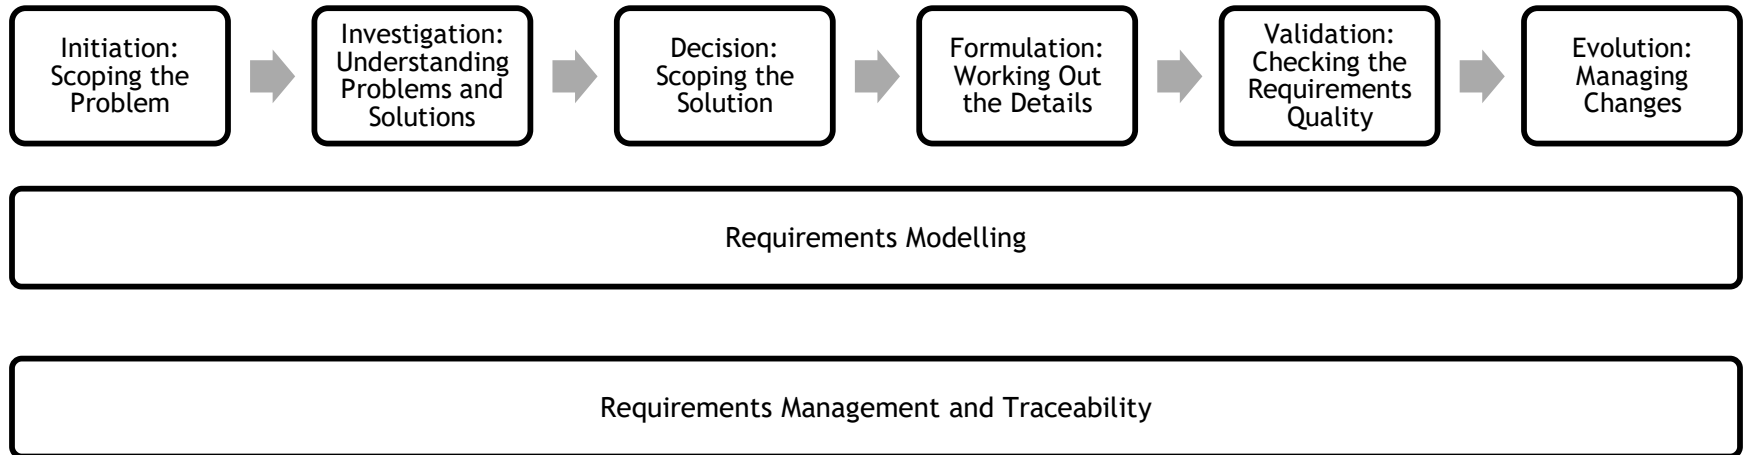 Initiation:
Scoping the
Problem
Investigation:
Understanding
Problems and
Solutions
Decision:
Scoping the
Solution
Formulation:
Working Out
the Details
Validation:
Checking the
Requirements
Quality
Evolution:
Managing
Changes
Requirements Modelling
Requirements Management and Traceability